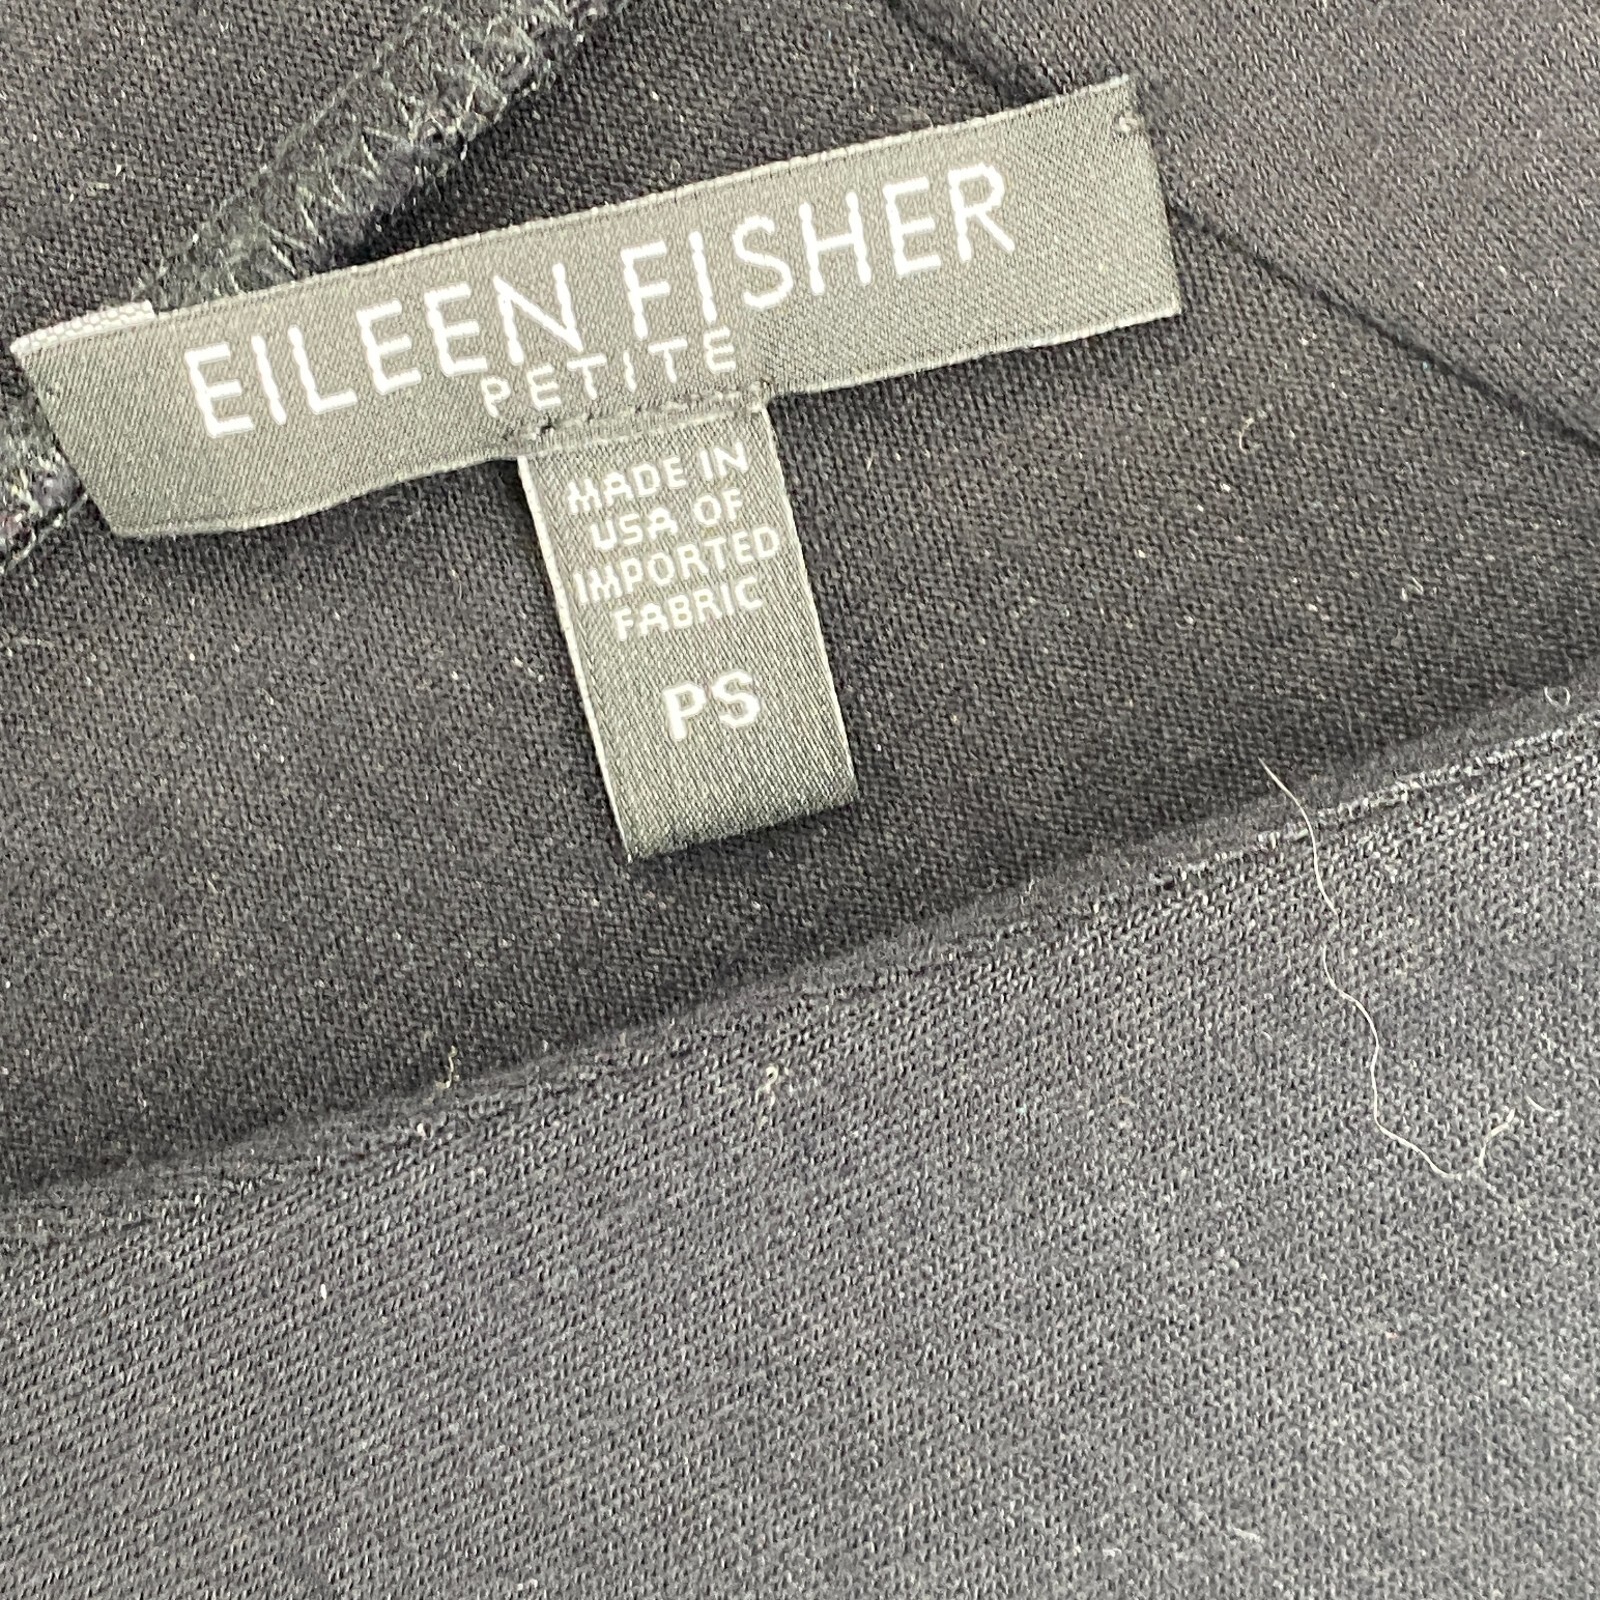 EILEEN FISHER
PETITE
MADE IN
USA OF
IMPORTED
FABRIC
PS